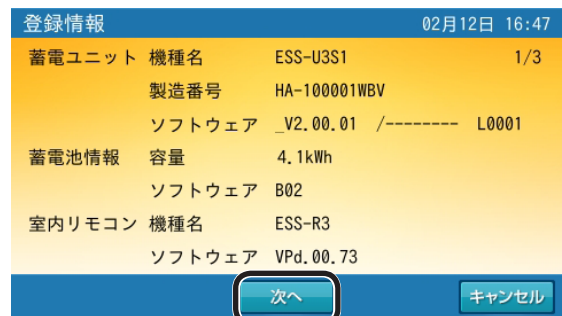 登録情報 02月12日 16:47
蓄電ユニット 機種名 ESS-U3S1 1/3
製造番号 HA-100001WBV
ソフトウェア _V2.00.01 /-------- L0001
蓄電池情報 容量 4.1kWh
ソフトウェア B02
室内リモコン 機種名 ESS-R3
ソフトウェア VPd.00.73
次へ キャンセル